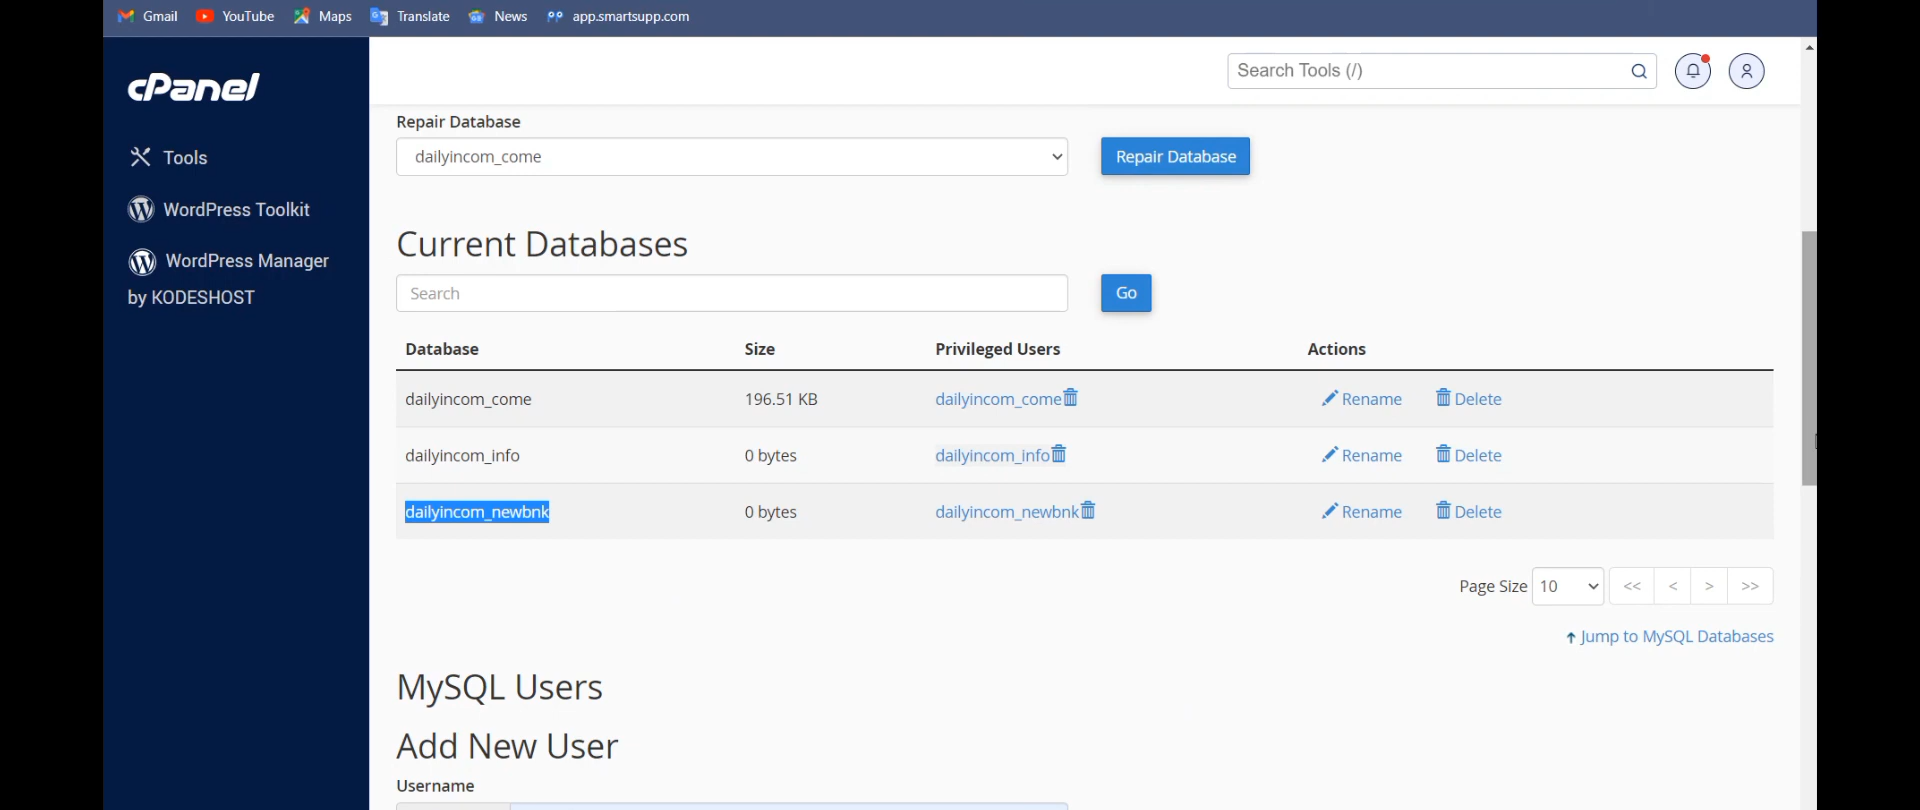 Gmail YouTube Maps Translate News app.smartsupp.com
cPanel
Search Tools (/)
Tools
WordPress Toolkit
WordPress Manager
by KODESHOST
Repair Database
dailyincom_come Repair Database
Current Databases
Search Go
Database Size Privileged Users Actions
dailyincom_come 196.51 KB dailyincom_come Rename Delete
dailyincom_info 0 bytes dailyincom_info Rename Delete
dailyincom_newbnk 0 bytes dailyincom_newbnk Rename Delete
Page Size 10 << < > >>
Jump to MySQL Databases
MySQL Users
Add New User
Username